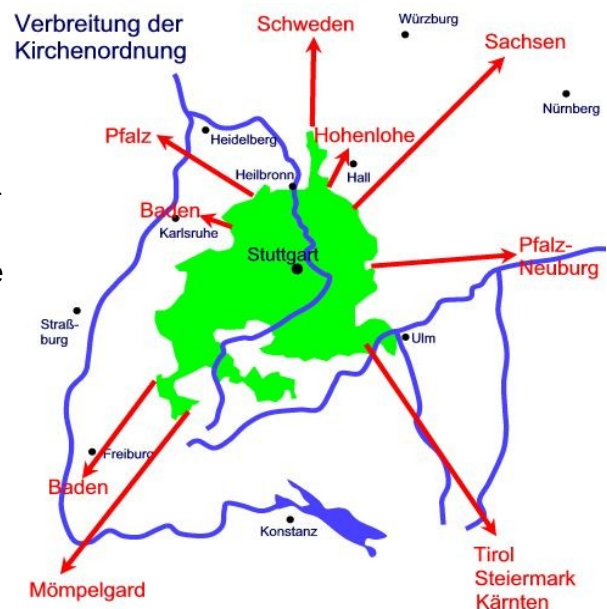 Verbreitung der
Kirchenordnung
Schweden
Würzburg
Sachsen
Nürnberg
Pfalz
Heidelberg
Hohenlohe
Heilbronn
Hall
Baden
Karlsruhe
Stuttgart
Pfalz-
Neuburg
e
Straß-
burg
Ulm
Freiburg
Baden
Konstanz
Mömpelgard
Tirol
Steiermark
Kärnten